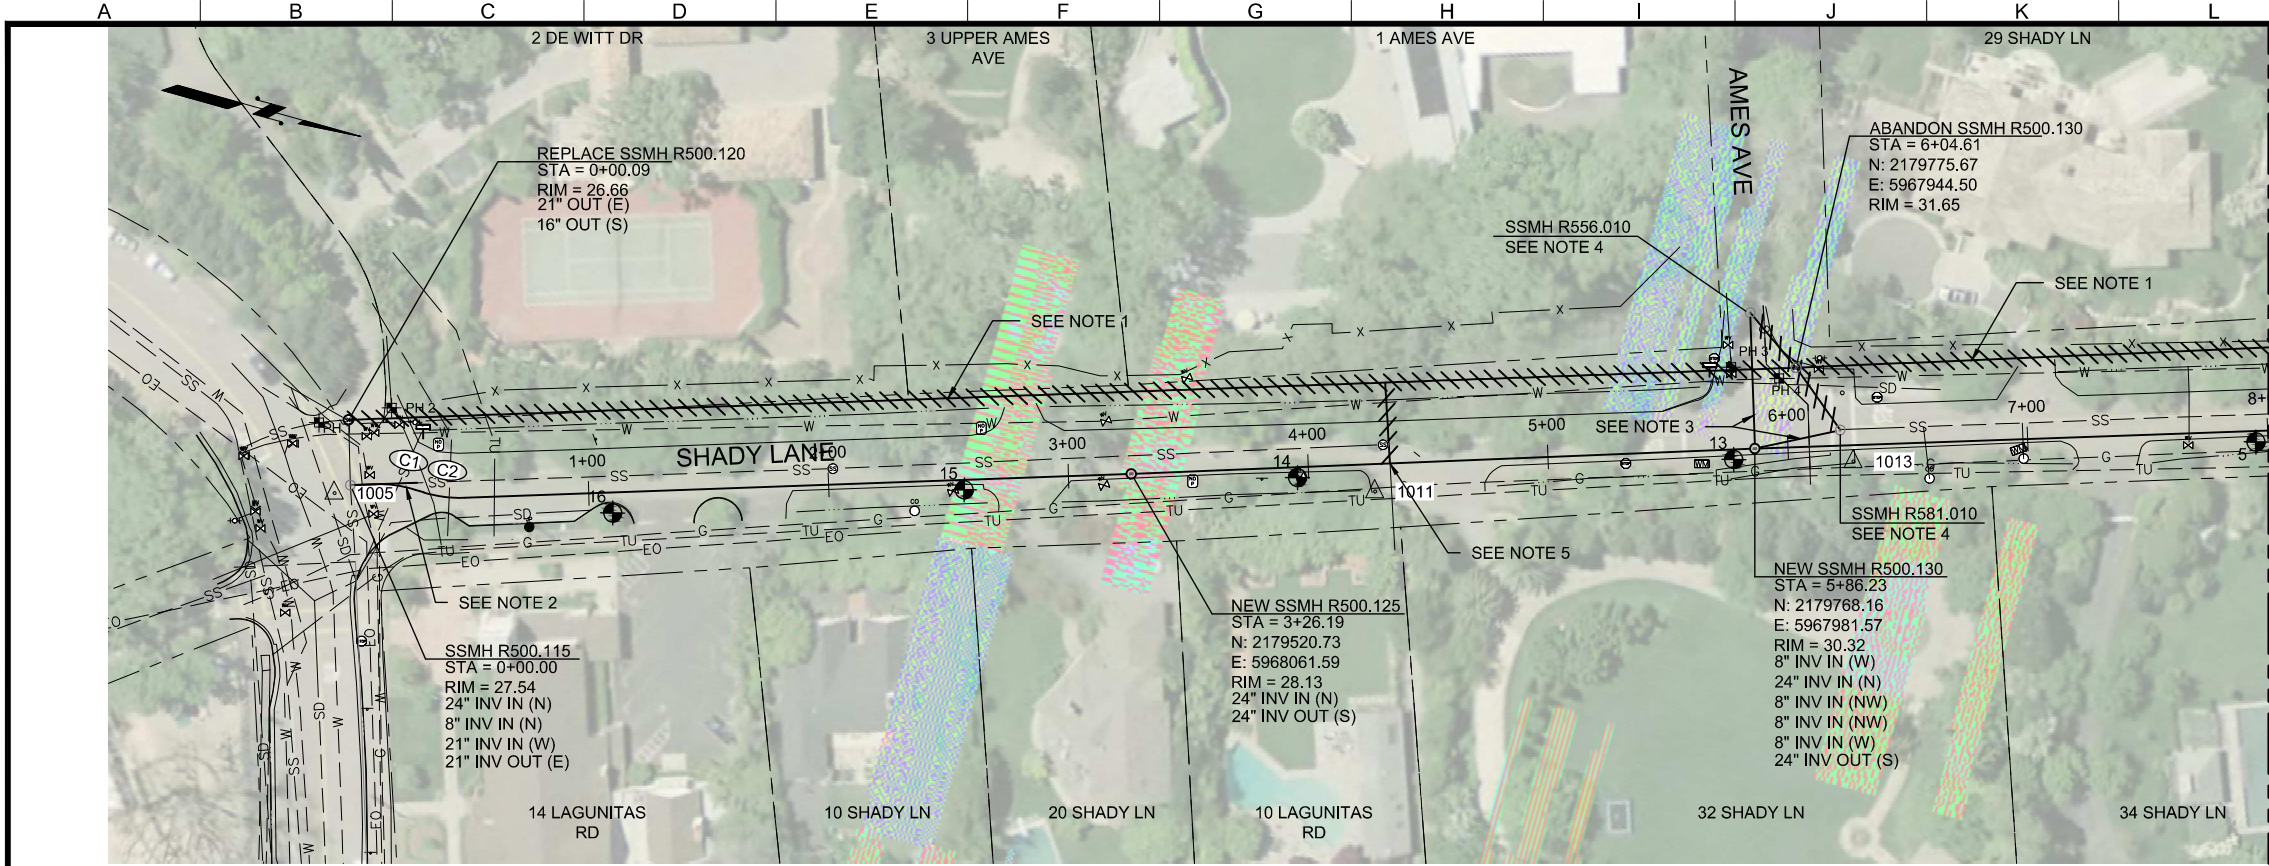 A B C D E F G H I J K L
2 DE WITT DR
3 UPPER AMES
AVE
1 AMES AVE
29 SHADY LN
AMES AVE
REPLACE SSMH R500.120
STA = 0+00.09
RIM = 26.66
21" OUT (E)
16" OUT (S)
ABANDON SSMH R500.130
STA = 6+04.61
N: 2179775.67
E: 5967944.50
RIM = 31.65
SSMH R556.010
SEE NOTE 4
SEE NOTE 1
SEE NOTE 1
PH 3
PH 4
PH 2
C1
C2
SHADY LANE
1+00
2+00
3+00
4+00
5+00
6+00
7+00
8+
SEE NOTE 3
16
15
14
13
5
1005
1011
1013
SEE NOTE 2
SEE NOTE 5
SSMH R581.010
SEE NOTE 4
SSMH R500.115
STA = 0+00.00
RIM = 27.54
24" INV IN (N)
8" INV IN (N)
21" INV IN (W)
21" INV OUT (E)
NEW SSMH R500.125
STA = 3+26.19
N: 2179520.73
E: 5968061.59
RIM = 28.13
24" INV IN (N)
24" INV OUT (S)
NEW SSMH R500.130
STA = 5+86.23
N: 2179768.16
E: 5967981.57
RIM = 30.32
8" INV IN (W)
24" INV IN (N)
8" INV IN (NW)
8" INV IN (NW)
8" INV IN (W)
24" INV OUT (S)
14 LAGUNITAS
RD
10 SHADY LN
20 SHADY LN
10 LAGUNITAS
RD
32 SHADY LN
34 SHADY LN